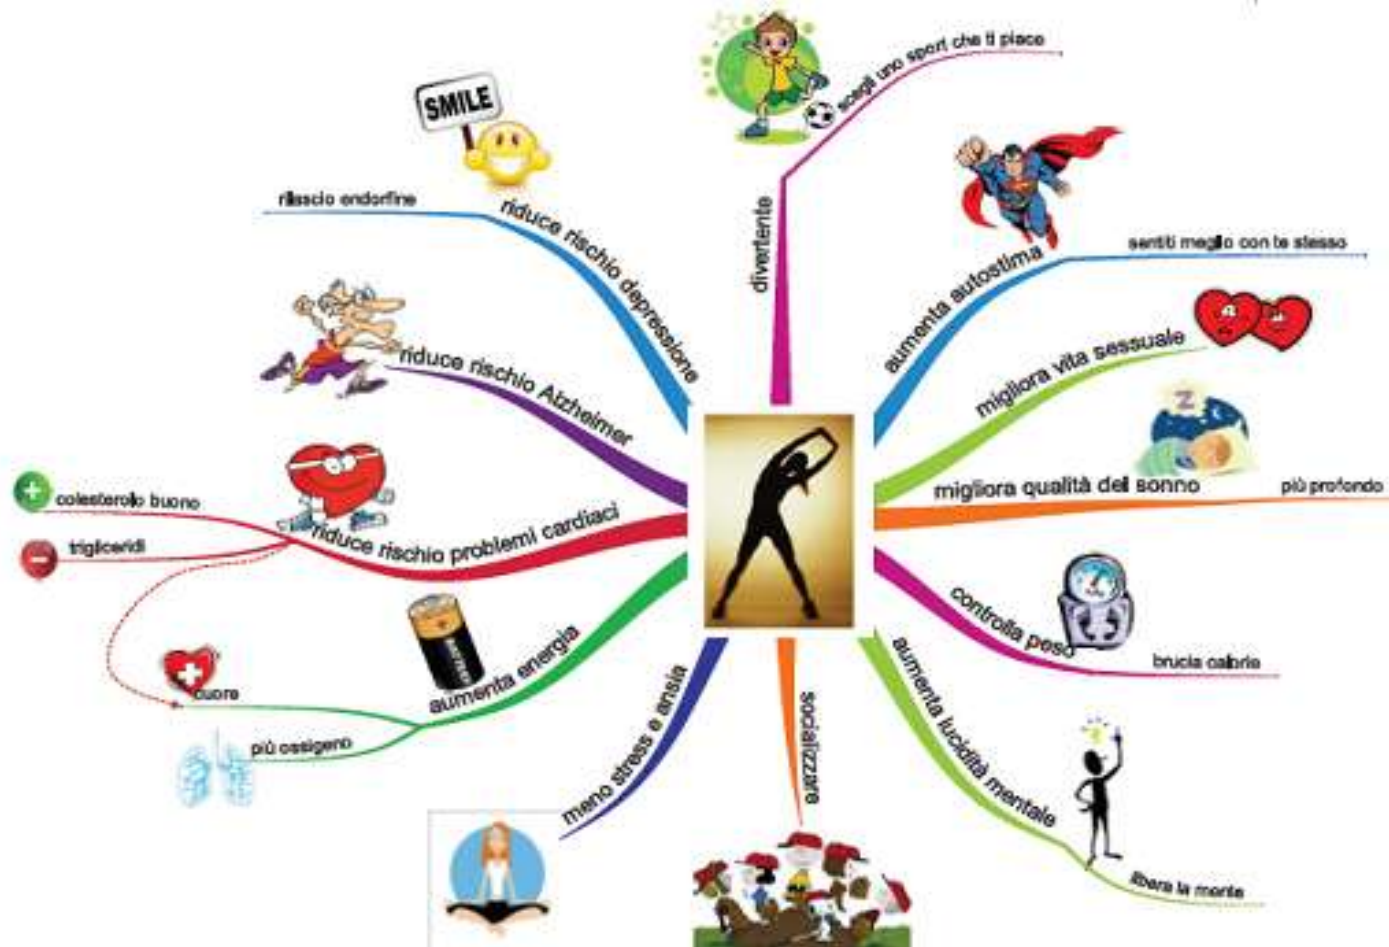 divertente
scegli uno sport che ti piace
aumenta autostima
sentiti meglio con te stesso
migliora vita sessuale
migliora qualità del sonno
più profondo
Z
controlla peso
brucia calorie
aumenta lucidità mentale
libera la mente
socializzare
meno stress e ansia
aumenta energia
cuore
più ossigeno
riduce rischio problemi cardiaci
+
colesterolo buono
-
trigliceridi
riduce rischio Alzheimer
riduce rischio depressione
rilascio endorfine
SMILE